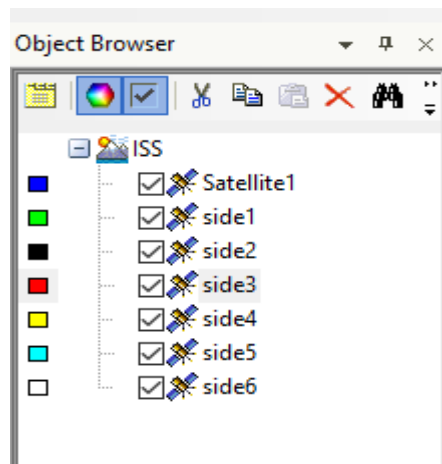 Object Browser
ISS
Satellite1
side1
side2
side3
side4
side5
side6